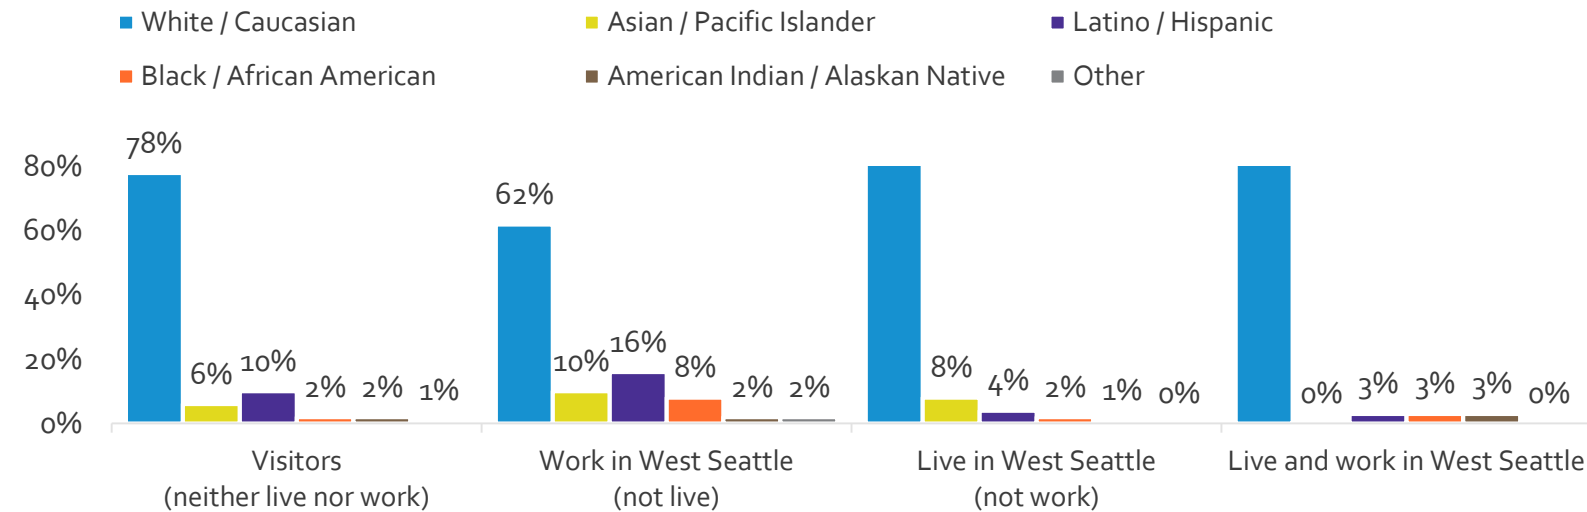 White / Caucasian
Asian / Pacific Islander
Latino / Hispanic
Black / African American
American Indian / Alaskan Native
Other
80%
60%
40%
20%
0%
78%
6%
10%
2%
2%
1%
62%
10%
16%
8%
2%
2%
8%
4%
2%
1%
0%
0%
3%
3%
3%
0%
Visitors
(neither live nor work)
Work in West Seattle
(not live)
Live in West Seattle
(not work)
Live and work in West Seattle